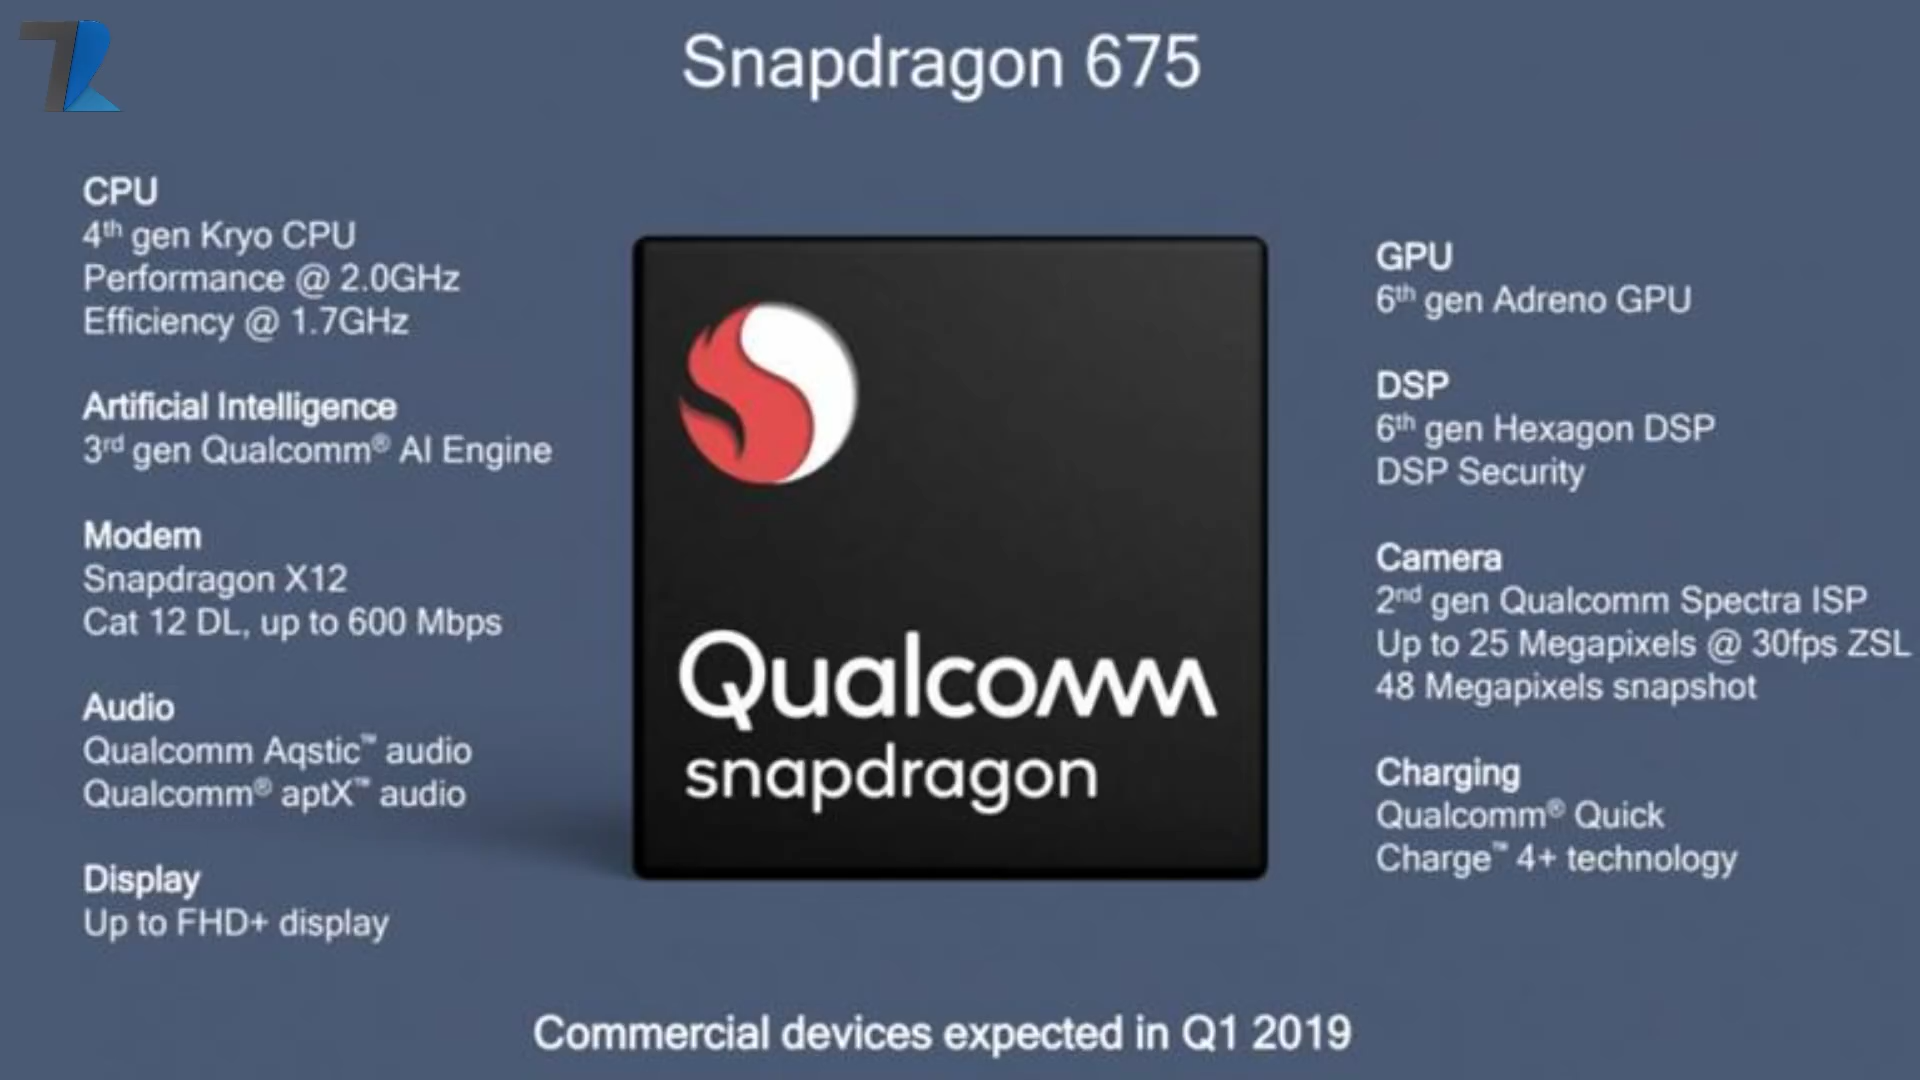 Snapdragon 675
CPU
4th gen Kryo CPU
Performance @ 2.0GHz
Efficiency @ 1.7GHz
Artificial Intelligence
3rd gen Qualcomm® AI Engine
Modem
Snapdragon X12
Cat 12 DL, up to 600 Mbps
Audio
Qualcomm Aqstic™ audio
Qualcomm® aptX™ audio
Display
Up to FHD+ display
Qualcomm
snapdragon
GPU
6th gen Adreno GPU
DSP
6th gen Hexagon DSP
DSP Security
Camera
2nd gen Qualcomm Spectra ISP
Up to 25 Megapixels @ 30fps ZSL
48 Megapixels snapshot
Charging
Qualcomm® Quick
Charge™ 4+ technology
Commercial devices expected in Q1 2019